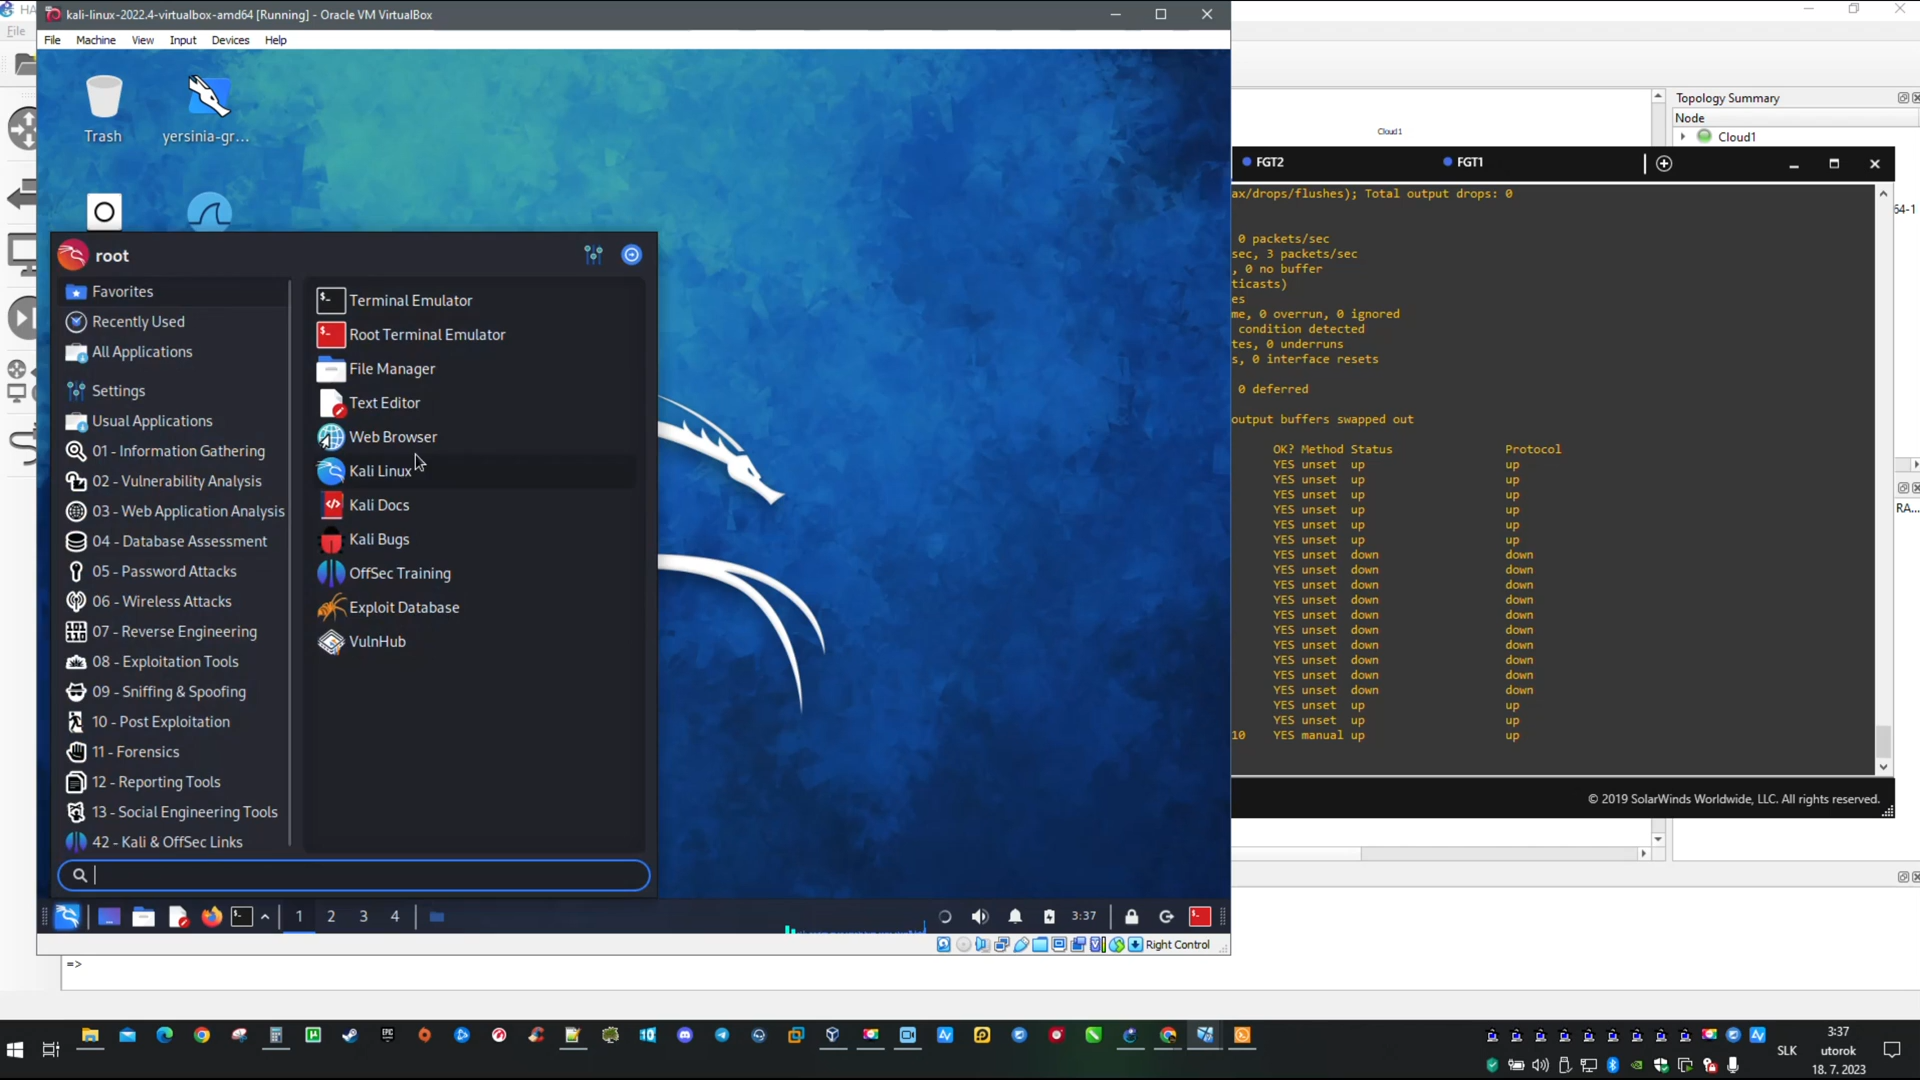 kali-linux-2022.4-virtualbox-amd64 [Running] - Oracle VM VirtualBox
File Machine View Input Devices Help
Trash
yersinia-gr...
root
Favorites
Recently Used
All Applications
Settings
Usual Applications
01 - Information Gathering
02 - Vulnerability Analysis
03 - Web Application Analysis
04 - Database Assessment
05 - Password Attacks
06 - Wireless Attacks
07 - Reverse Engineering
08 - Exploitation Tools
09 - Sniffing & Spoofing
10 - Post Exploitation
11 - Forensics
12 - Reporting Tools
13 - Social Engineering Tools
42 - Kali & OffSec Links
Terminal Emulator
Root Terminal Emulator
File Manager
Text Editor
Web Browser
Kali Linux
Kali Docs
Kali Bugs
OffSec Training
Exploit Database
VulnHub
1 2 3 4
3:37
Right Control
=>
File
Cloud1
Topology Summary
Node
Cloud1
64-1
RA...
FGT2
FGT1
ax/drops/flushes); Total output drops: 0
0 packets/sec
sec, 3 packets/sec
, 0 no buffer
ticasts)
es
me, 0 overrun, 0 ignored
condition detected
tes, 0 underruns
s, 0 interface resets
0 deferred
output buffers swapped out
OK? Method Status Protocol
YES unset up up
YES unset up up
YES unset up up
YES unset up up
YES unset up up
YES unset up up
YES unset down down
YES unset down down
YES unset down down
YES unset down down
YES unset down down
YES unset down down
YES unset down down
YES unset down down
YES unset down down
YES unset down down
YES unset up up
YES unset up up
10 YES manual up up
© 2019 SolarWinds Worldwide, LLC. All rights reserved.
SLK
3:37
utorok
18. 7. 2023